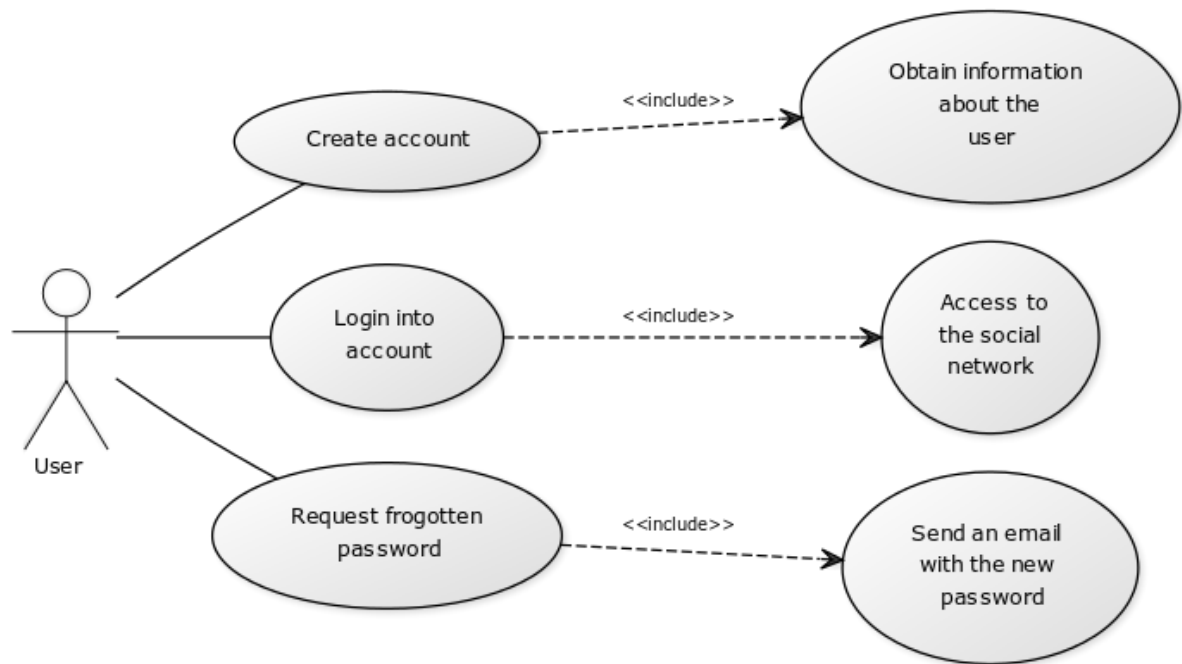 Obtain information
about the
user
<<include>>
Create account
Login into
account
<<include>>
Access to
the social
network
User
Request frogotten
password
<<include>>
Send an email
with the new
password